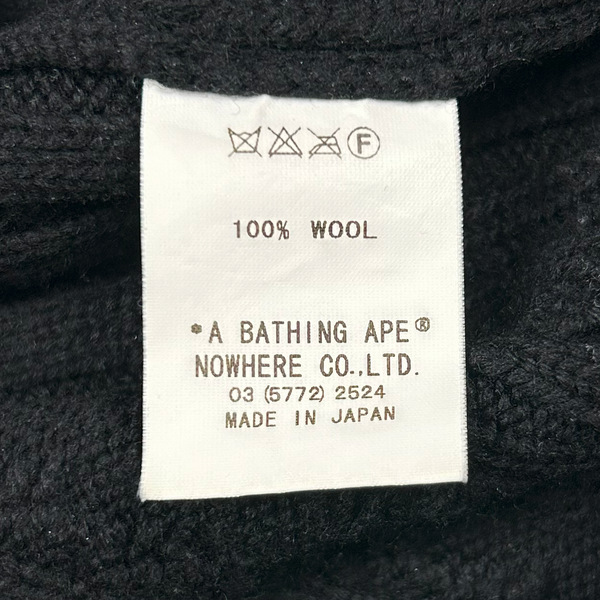 F
100% WOOL
*A BATHING APE®
NOWHERE CO.,LTD.
03 (5772) 2524
MADE IN JAPAN